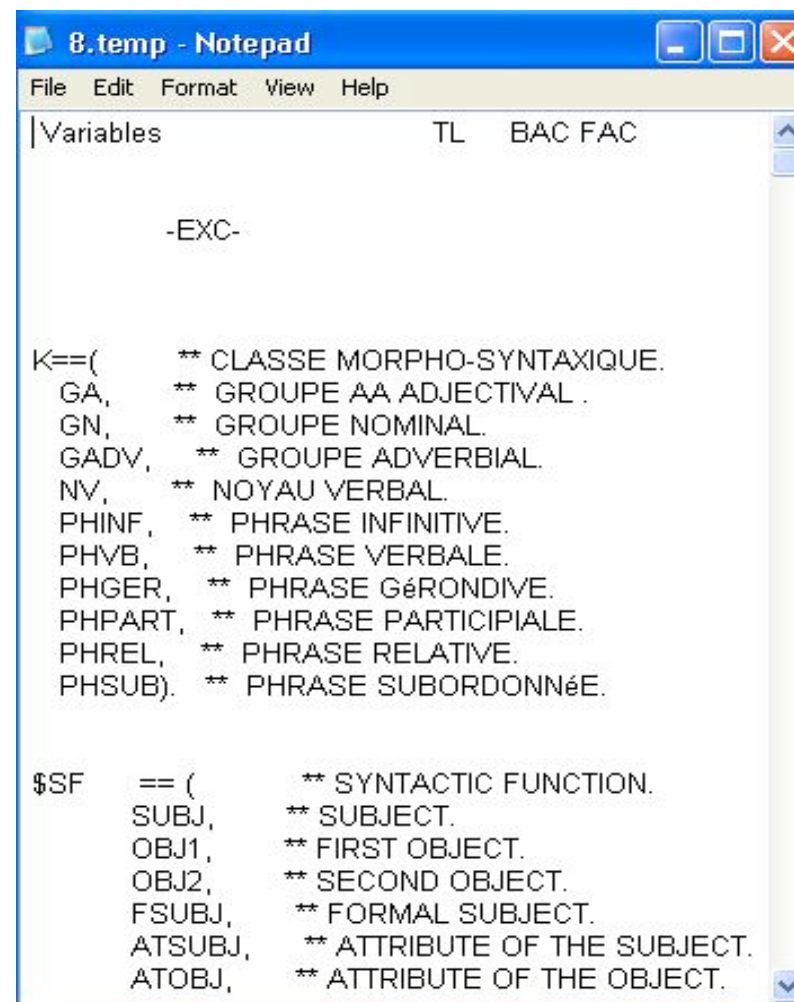 8.temp - Notepad
File Edit Format View Help
Variables TL BAC FAC
-EXC-
K==( ** CLASSE MORPHO-SYNTAXIQUE.
GA, ** GROUPE AA ADJECTIVAL .
GN, ** GROUPE NOMINAL.
GADV, ** GROUPE ADVERBIAL.
NV, ** NOYAU VERBAL.
PHINF, ** PHRASE INFINITIVE.
PHVB, ** PHRASE VERBALE.
PHGER, ** PHRASE GéRONDIVE.
PHPART, ** PHRASE PARTICIPIALE.
PHREL, ** PHRASE RELATIVE.
PHSUB). ** PHRASE SUBORDONNéE.
$SF == ( ** SYNTACTIC FUNCTION.
SUBJ, ** SUBJECT.
OBJ1, ** FIRST OBJECT.
OBJ2, ** SECOND OBJECT.
FSUBJ, ** FORMAL SUBJECT.
ATSUBJ, ** ATTRIBUTE OF THE SUBJECT.
ATOBJ, ** ATTRIBUTE OF THE OBJECT.